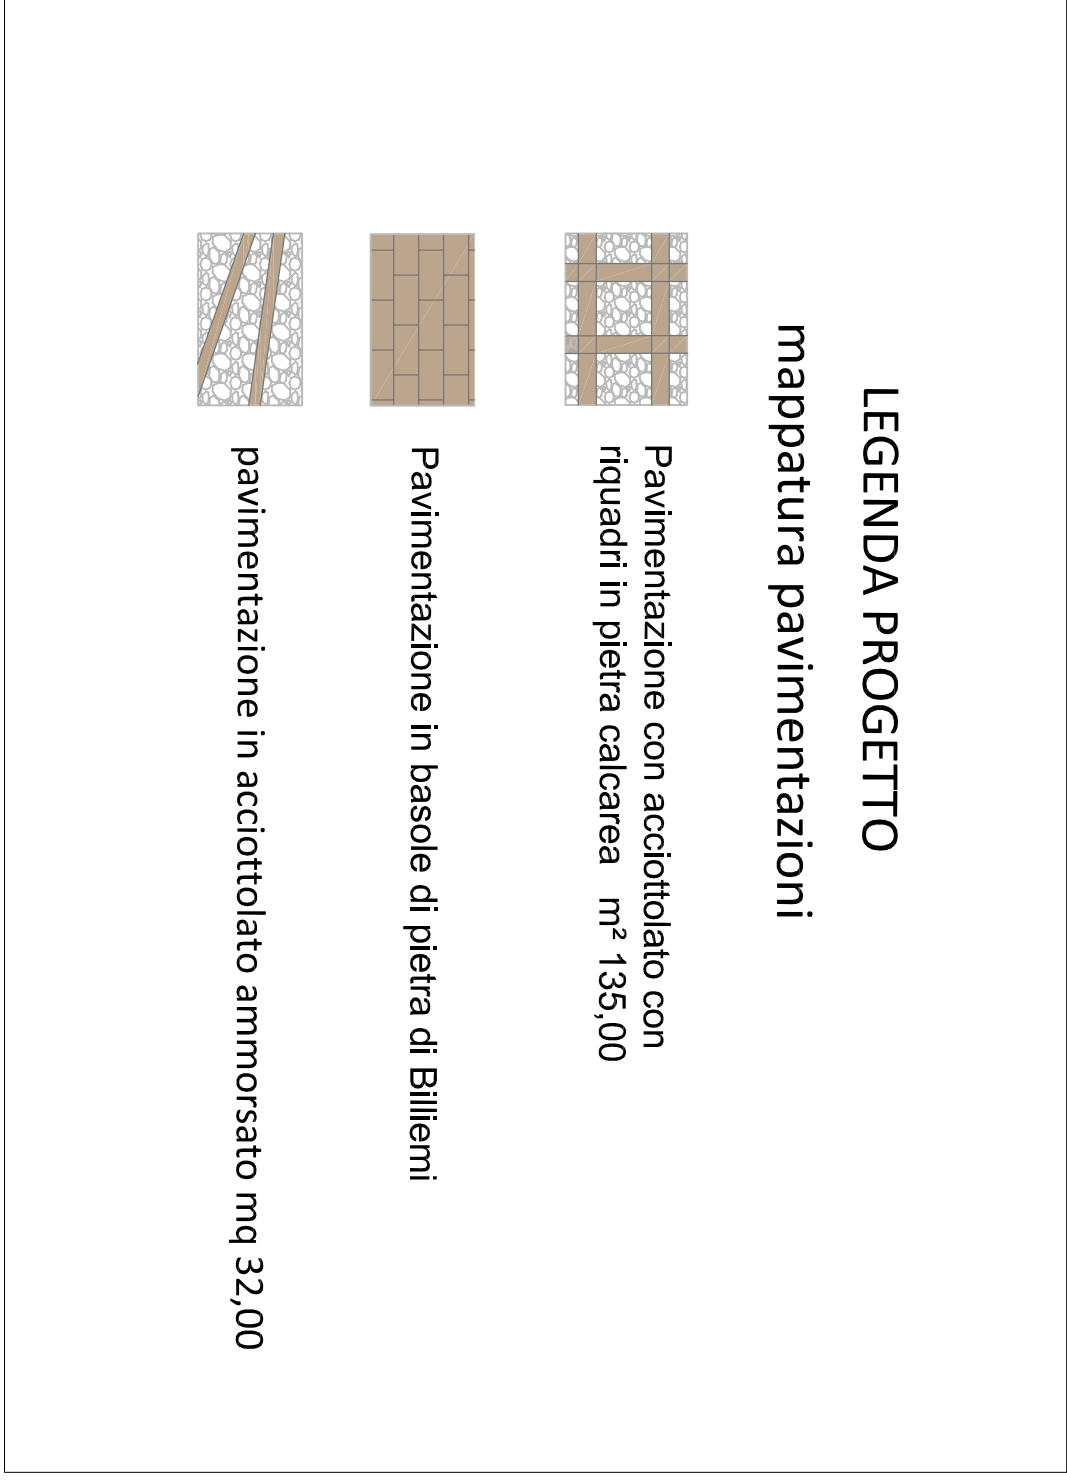 LEGENDA PROGETTO
mappatura pavimentazioni
Pavimentazione con acciottolato con
riquadri in pietra calcarea m² 135,00
Pavimentazione in basole di pietra di Billiemi
pavimentazione in acciottolato ammorsato mq 32,00